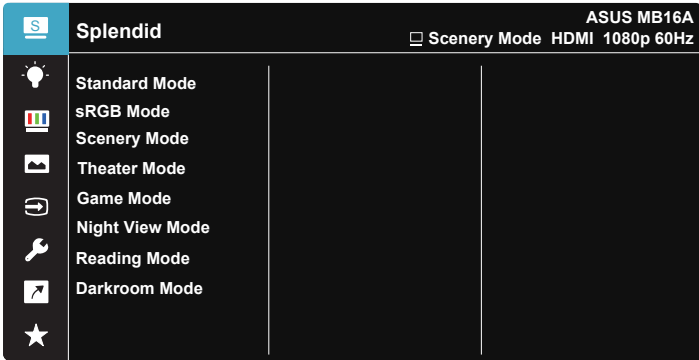 S
Splendid
ASUS MB16A
Scenery Mode HDMI 1080p 60Hz
Standard Mode
sRGB Mode
Scenery Mode
Theater Mode
Game Mode
Night View Mode
Reading Mode
Darkroom Mode